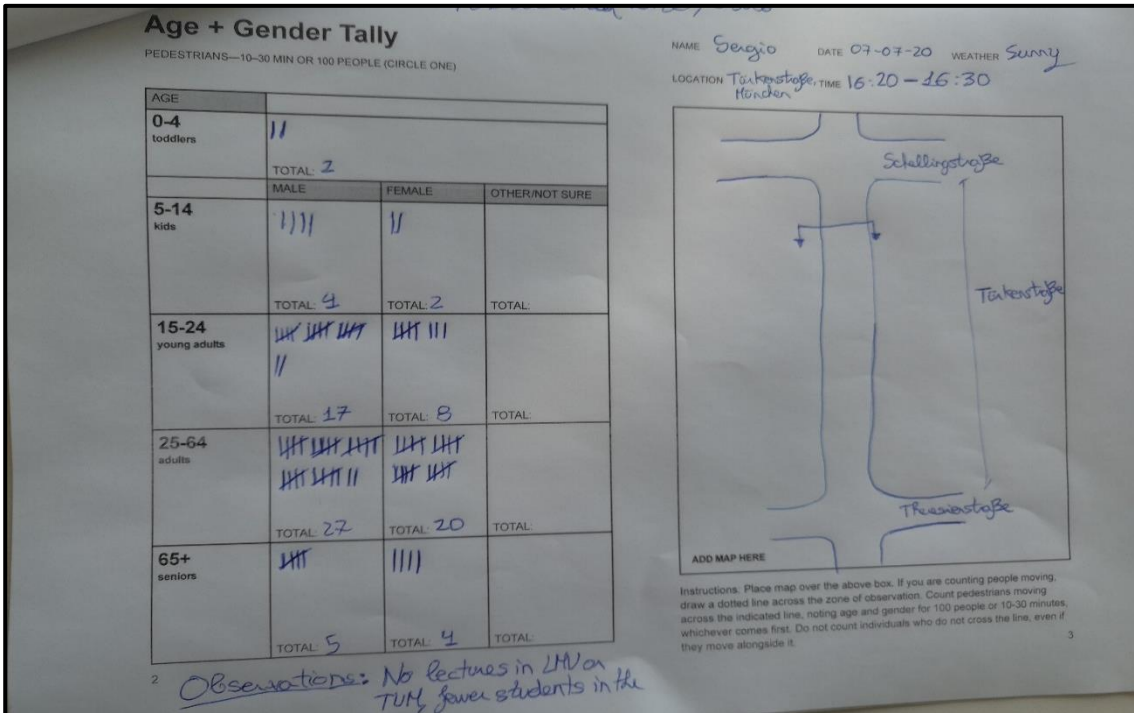 Age + Gender Tally
PEDESTRIANS—10–30 MIN OR 100 PEOPLE (CIRCLE ONE)
AGE
0-4
toddlers
TOTAL: 2
MALE FEMALE OTHER/NOT SURE
5-14
kids
TOTAL: 4 TOTAL: 2 TOTAL:
15-24
young adults
TOTAL: 17 TOTAL: 8 TOTAL:
25-64
adults
TOTAL: 27 TOTAL: 20 TOTAL:
65+
seniors
TOTAL: 5 TOTAL: 4 TOTAL:
2
Observations: No lectures in LMU or
TUM, fewer students in the
NAME Sergio DATE 07-07-20 WEATHER Sunny
LOCATION Türkenstraße, TIME 16:20 – 16:30
München
Schellingstraße
Türkenstraße
Theresienstraße
ADD MAP HERE
Instructions. Place map over the above box. If you are counting people moving,
draw a dotted line across the zone of observation. Count pedestrians moving
across the indicated line, noting age and gender for 100 people or 10-30 minutes,
whichever comes first. Do not count individuals who do not cross the line, even if
they move alongside it.
3